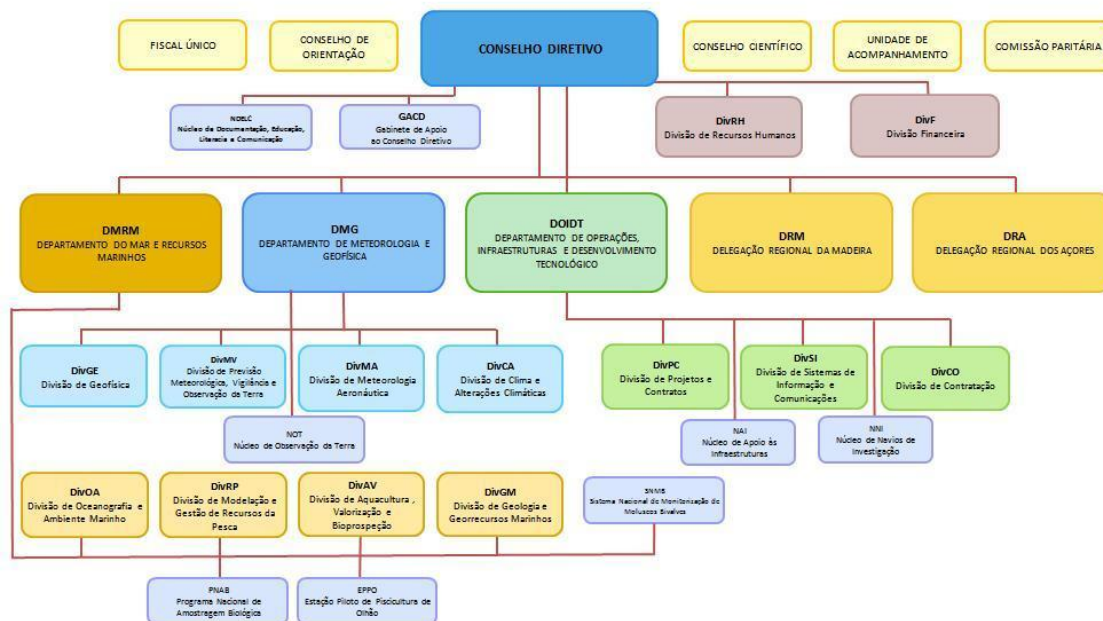 FISCAL ÚNICO
CONSELHO DE
ORIENTAÇÃO
CONSELHO DIRETIVO
CONSELHO CIENTÍFICO
UNIDADE DE
ACOMPANHAMENTO
COMISSÃO PARITÁRIA
NDELC
Núcleo de Documentação, Educação,
Literacia e Comunicação
GACD
Gabinete de Apoio
ao Conselho Diretivo
DivRH
Divisão de Recursos Humanos
DivF
Divisão Financeira
DMRM
DEPARTAMENTO DO MAR E RECURSOS
MARINHOS
DMG
DEPARTAMENTO DE METEOROLOGIA E
GEOFÍSICA
DOIDT
DEPARTAMENTO DE OPERAÇÕES,
INFRAESTRUTURAS E DESENVOLVIMENTO
TECNOLÓGICO
DRM
DELEGAÇÃO REGIONAL DA MADEIRA
DRA
DELEGAÇÃO REGIONAL DOS AÇORES
DivGE
Divisão de Geofísica
DivMV
Divisão de Previsão
Meteorológica, Vigilância e
Observação da Terra
DivMA
Divisão de Meteorologia
Aeronáutica
DivCA
Divisão de Clima e
Alterações Climáticas
DivPC
Divisão de Projetos e
Contratos
DivSI
Divisão de Sistemas de
Informação e
Comunicações
DivCO
Divisão de Contratação
NOT
Núcleo de Observação da Terra
NAI
Núcleo de Apoio às
Infraestruturas
NNI
Núcleo de Navios de
Investigação
DivOA
Divisão de Oceanografia e
Ambiente Marinho
DivRP
Divisão de Modelação e
Gestão de Recursos da
Pesca
DivAV
Divisão de Aquacultura ,
Valorização e
Bioprospeção
DivGM
Divisão de Geologia e
Georrecursos Marinhos
SNMB
Sistema Nacional de Monitorização de
Moluscos Bivalves
PNAB
Programa Nacional de
Amostragem Biológica
EPPO
Estação Piloto de Piscicultura de
Olhão